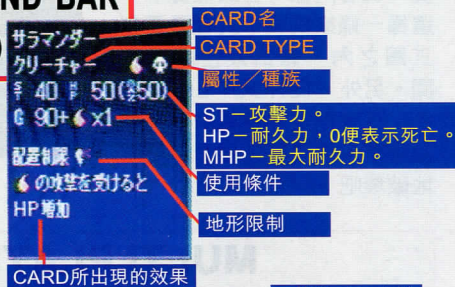 ND BAR
サラマンダー
クリーチャー
ST 40 HP 50(MHP50)
G 90+ x1
配置制限
の攻撃を受けると
HP増加
CARD名
CARD TYPE
屬性／種族
ST－攻擊力。
HP－耐久力，0便表示死亡。
MHP－最大耐久力。
使用條件
地形限制
CARD所出現的效果